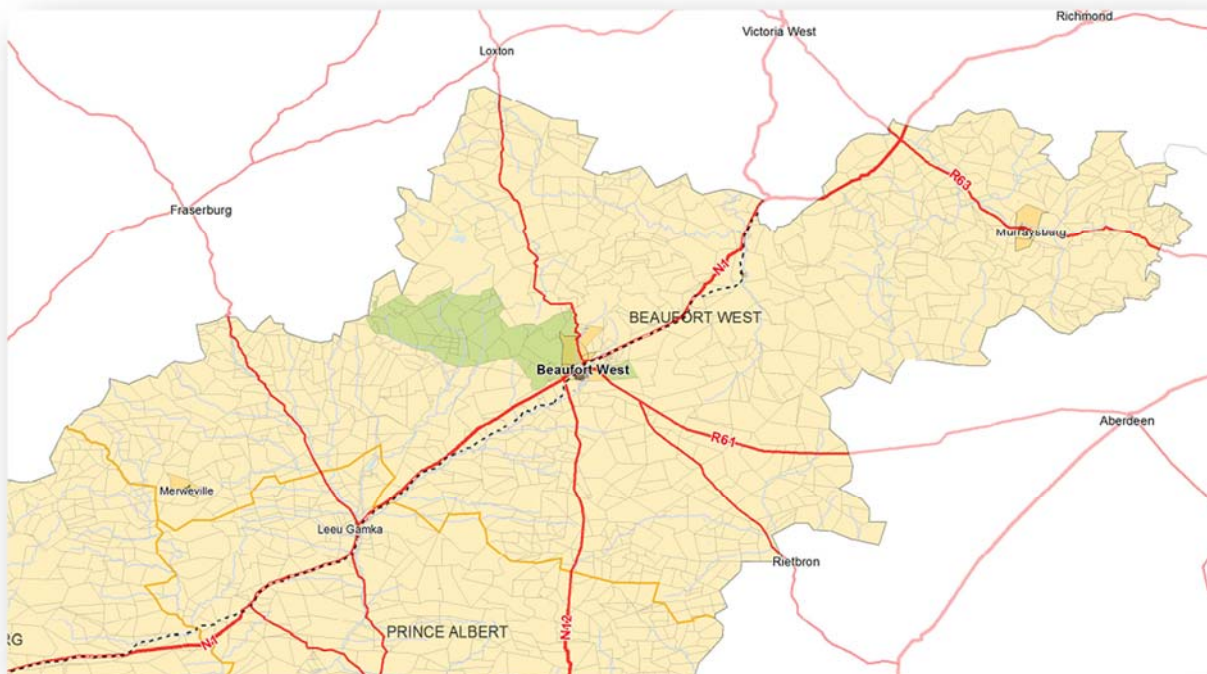 Richmond
Victoria West
Loxton
R63
Fraserburg
Murraysburg
N1
BEAUFORT WEST
Beaufort West
Aberdeen
R61
Merweville
Leeu Gamka
Rietbron
N12
PRINCE ALBERT
RG
N1